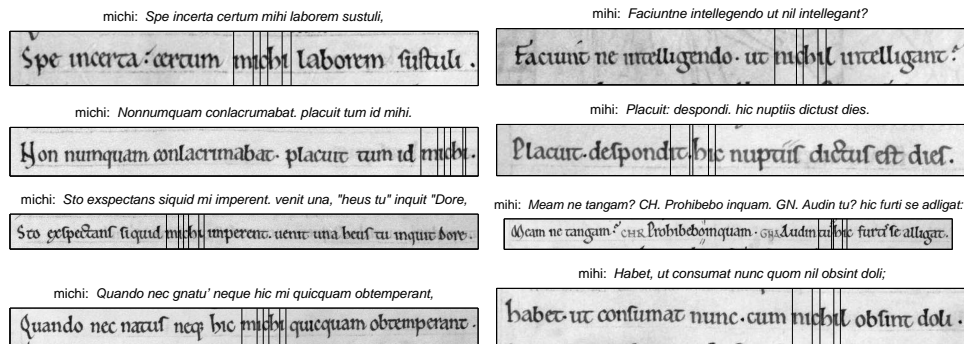 michi: Spe incerta certum mihi laborem sustuli,
Spe incerta: certum michi laborem sustuli.
michi: Nonnumquam conlacrumabat. placuit tum id mihi.
Non numquam conlacrimabat. placuit tum id michi.
michi: Sto exspectans siquid mi imperent. venit una, "heus tu" inquit "Dore,
Sto exspectans siquid michi imperent. uenit una heus tu inquit dore.
michi: Quando nec gnatu' neque hic mi quicquam obtemperant,
Quando nec natus neq; hic michi quicquam obtemperant.
mihi: Faciuntne intellegendo ut nil intellegant?
Faciunt ne intelligendo. ut nichil intelligant:
mihi: Placuit: despondi. hic nuptiis dictust dies.
Placuit. despondit. hic nuptiis dictus est dies.
mihi: Meam ne tangam? CH. Prohibebo inquam. GN. Audin tu? hic furti se adligat:
Meam ne tangam? CHR Prohibebo inquam. GNA Audin tu hic furti se alligat.
mihi: Habet, ut consumat nunc quom nil obsint doli;
habet. ut consumat nunc. cum nichil obsint doli.